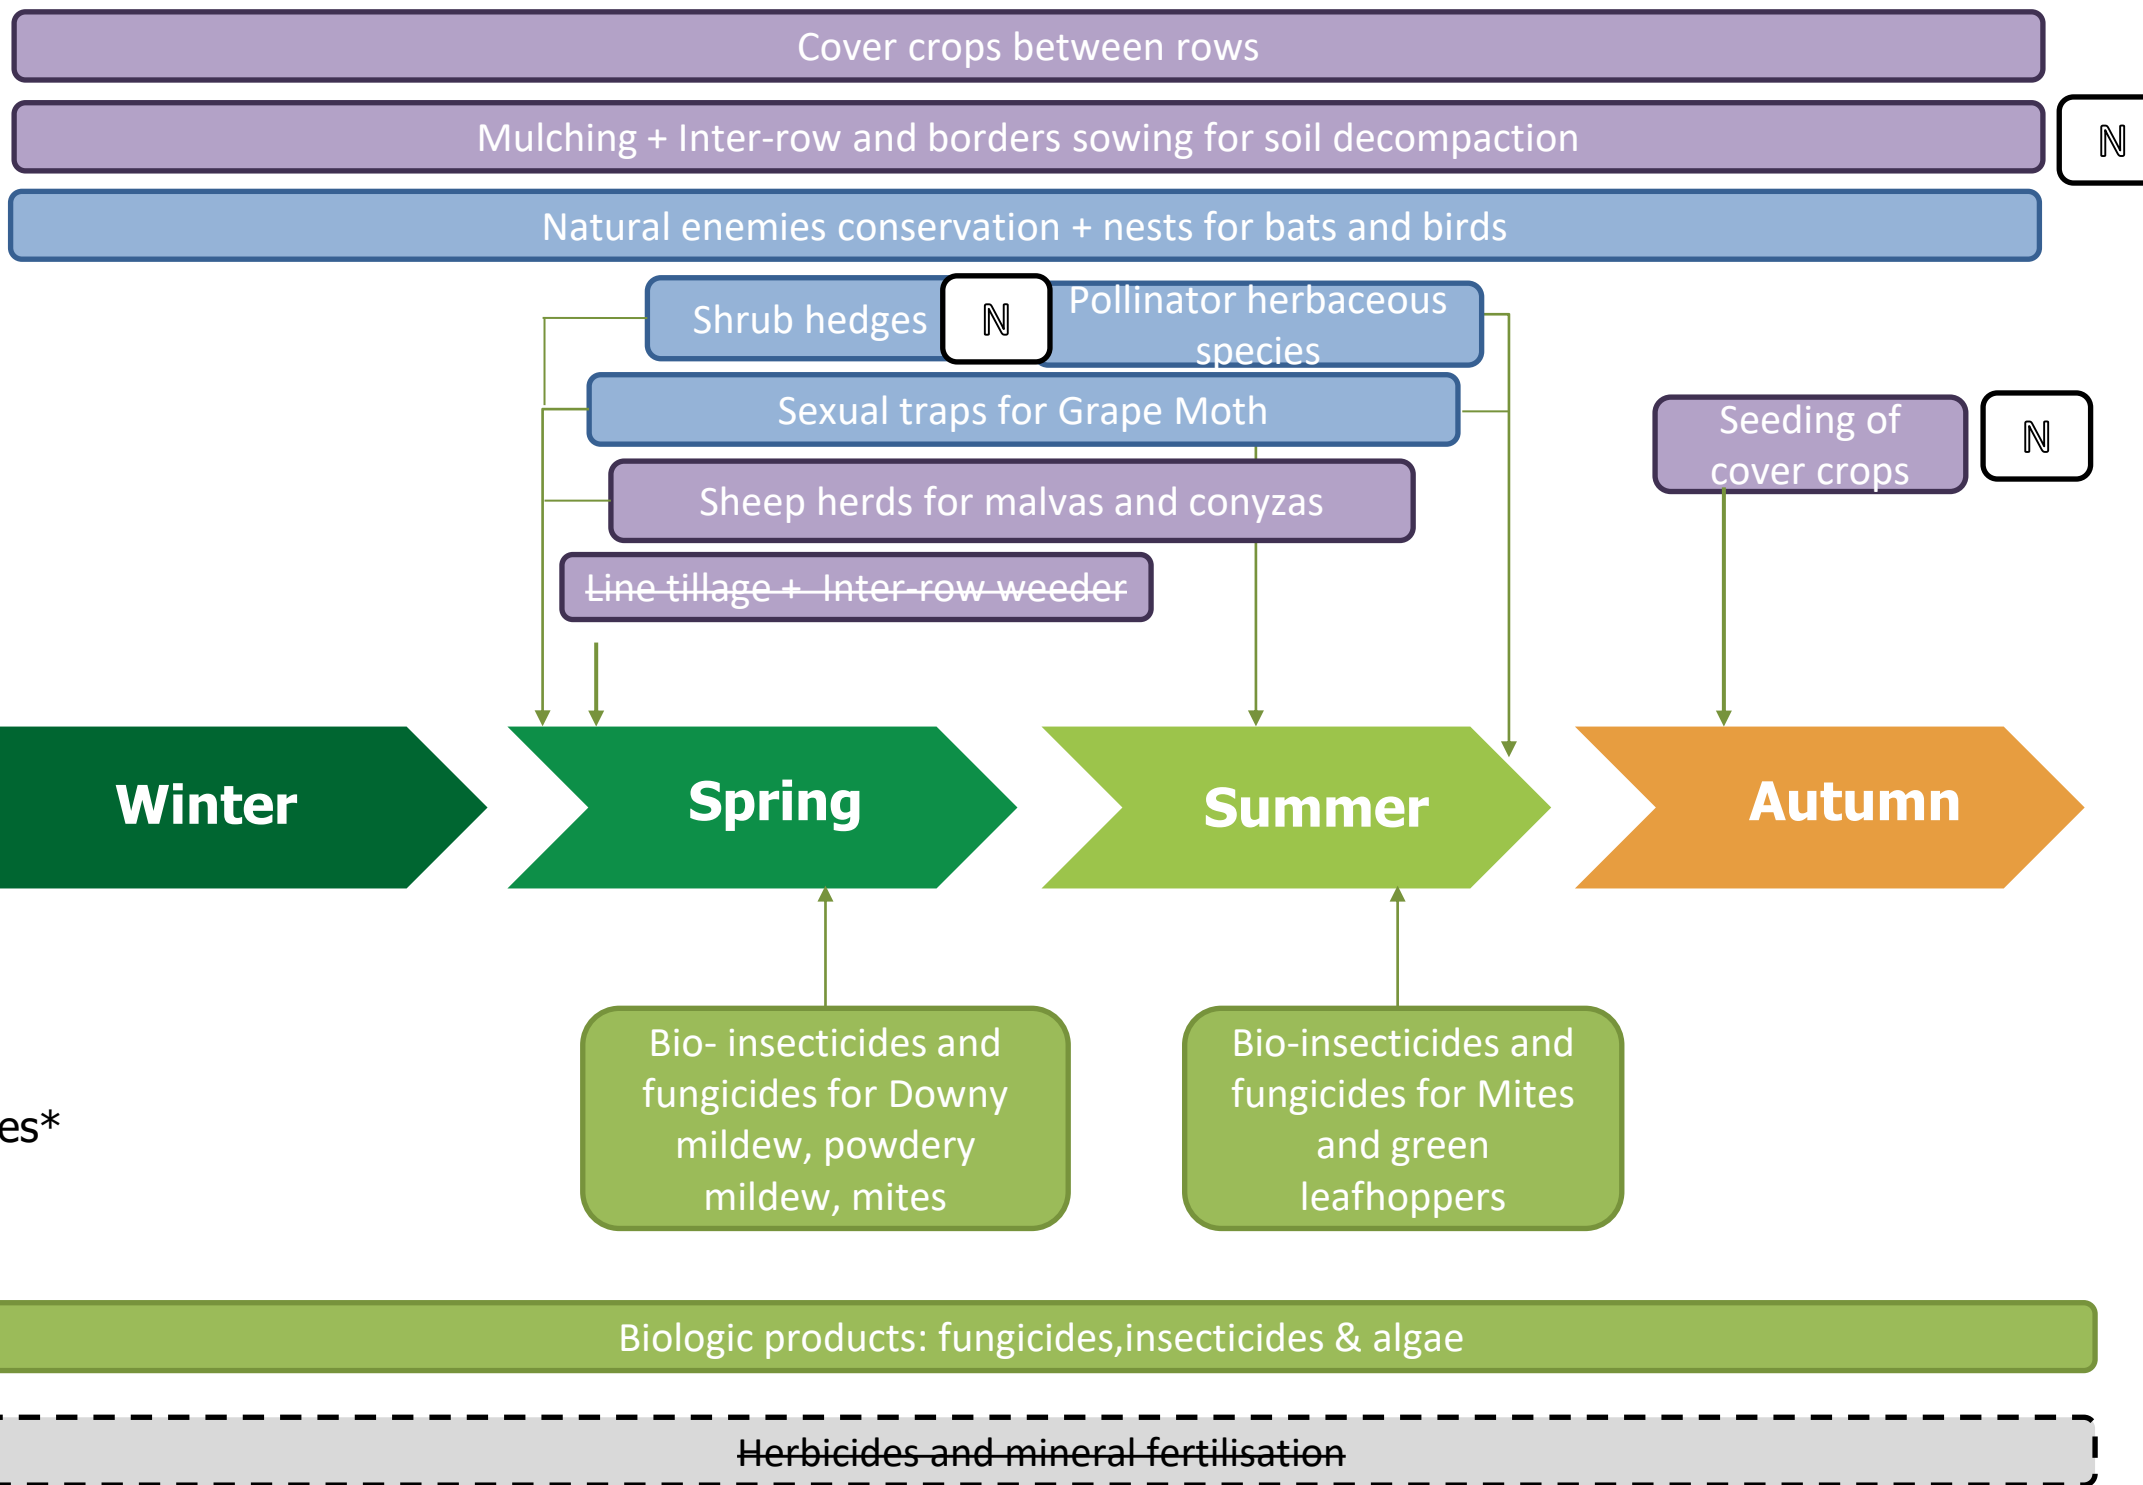 Cover crops between rows
Mulching + Inter-row and borders sowing for soil decompaction
N
Natural enemies conservation + nests for bats and birds
Shrub hedges
N
Pollinator herbaceous
species
Sexual traps for Grape Moth
Seeding of
cover crops
N
Sheep herds for malvas and conyzas
Line tillage + Inter-row weeder
Winter
Spring
Summer
Autumn
Bio- insecticides and
fungicides for Downy
mildew, powdery
mildew, mites
Bio-insecticides and
fungicides for Mites
and green
leafhoppers
es*
Biologic products: fungicides,insecticides & algae
Herbicides and mineral fertilisation